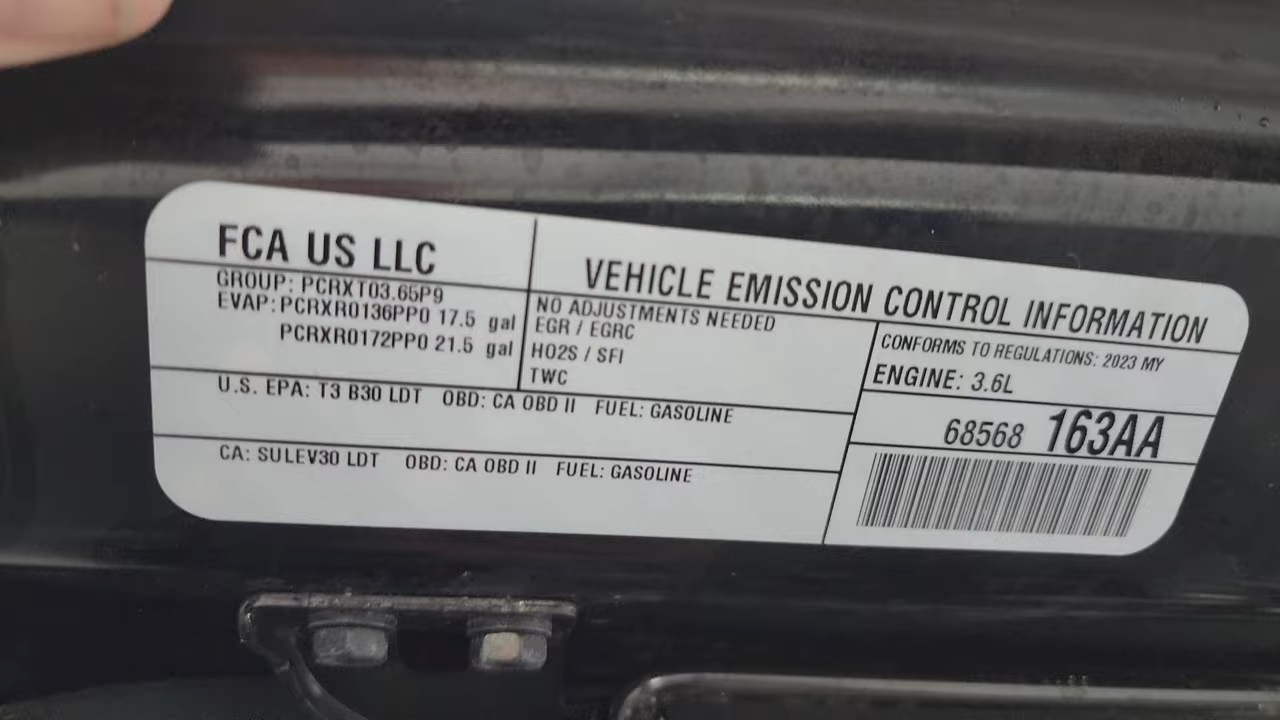 FCA US LLC
GROUP: PCRXT03.65P9
EVAP: PCRXR0136PP0 17.5 gal
PCRXR0172PP0 21.5 gal
VEHICLE EMISSION CONTROL INFORMATION
NO ADJUSTMENTS NEEDED
EGR / EGRC
HO2S / SFI
TWC
CONFORMS TO REGULATIONS: 2023 MY
ENGINE: 3.6L
U.S. EPA: T3 B30 LDT OBD: CA OBD II FUEL: GASOLINE
CA: SULEV30 LDT OBD: CA OBD II FUEL: GASOLINE
68568 163AA